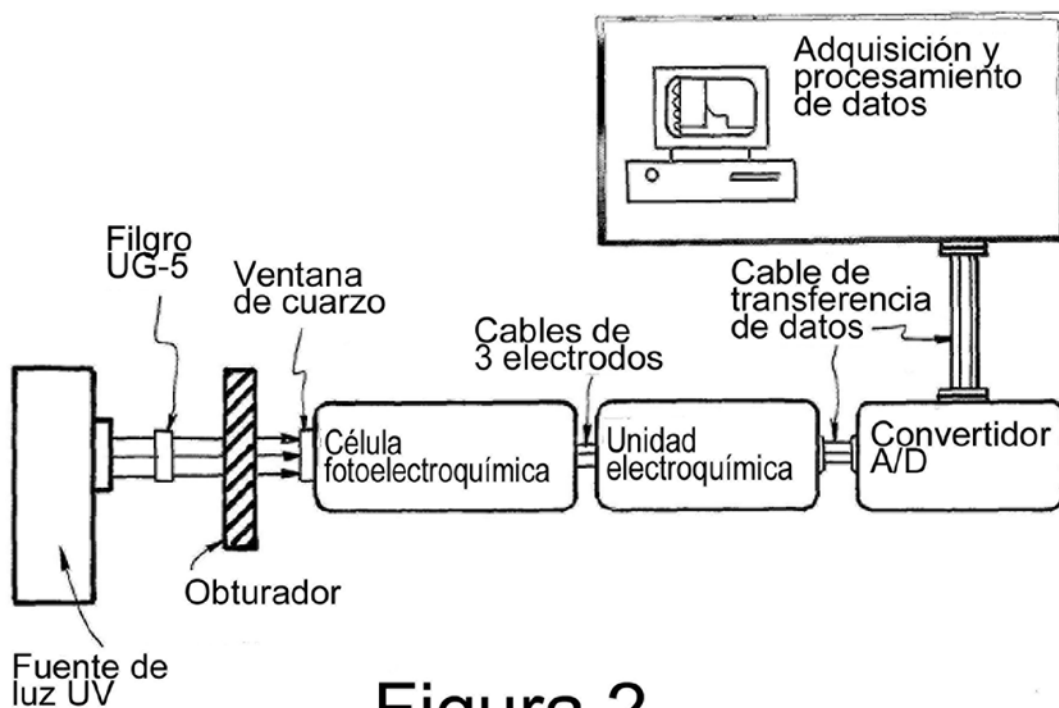 Adquisición y
procesamiento
de datos
Filgro
UG-5
Ventana
de cuarzo
Cables de
3 electrodos
Cable de
transferencia
de datos
Célula
fotoelectroquímica
Unidad
electroquímica
Convertidor
A/D
Obturador
Fuente de
luz UV
Figura 2